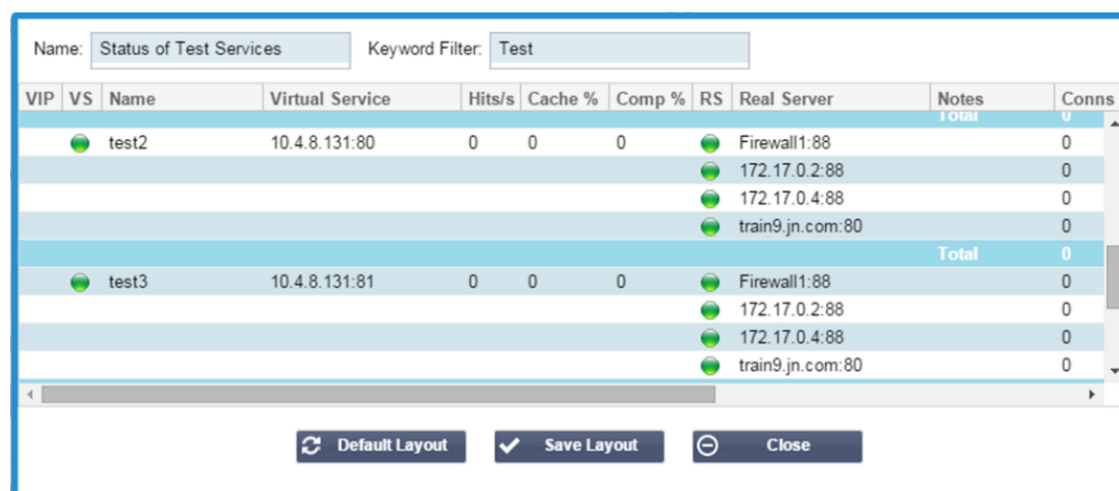 Name: Status of Test Services Keyword Filter: Test
VIP VS Name Virtual Service Hits/s Cache % Comp % RS Real Server Notes Conns
Total 0
test2 10.4.8.131:80 0 0 0 Firewall1:88 0
172.17.0.2:88 0
172.17.0.4:88 0
train9.jn.com:80 0
Total 0
test3 10.4.8.131:81 0 0 0 Firewall1:88 0
172.17.0.2:88 0
172.17.0.4:88 0
train9.jn.com:80 0
Default Layout Save Layout Close